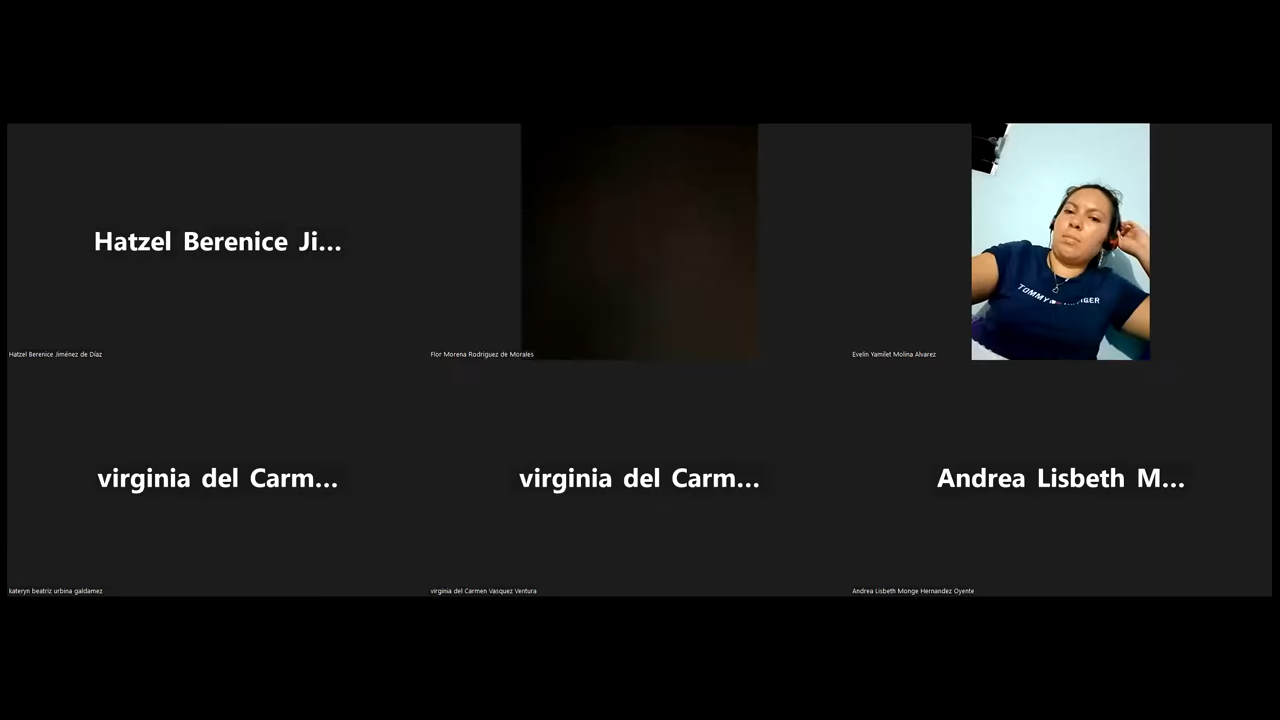 Hatzel Berenice Ji...
Hatzel Berenice Jiménez de Díaz
Flor Morena Rodriguez de Morales
TOMMY HILFIGER
Evelin Yamilet Molina Alvarez
virginia del Carm...
virginia del Carm...
Andrea Lisbeth M...
kateryn beatriz urbina galdamez
virginia del Carmen Vasquez Ventura
Andrea Lisbeth Monge Hernandez Oyente